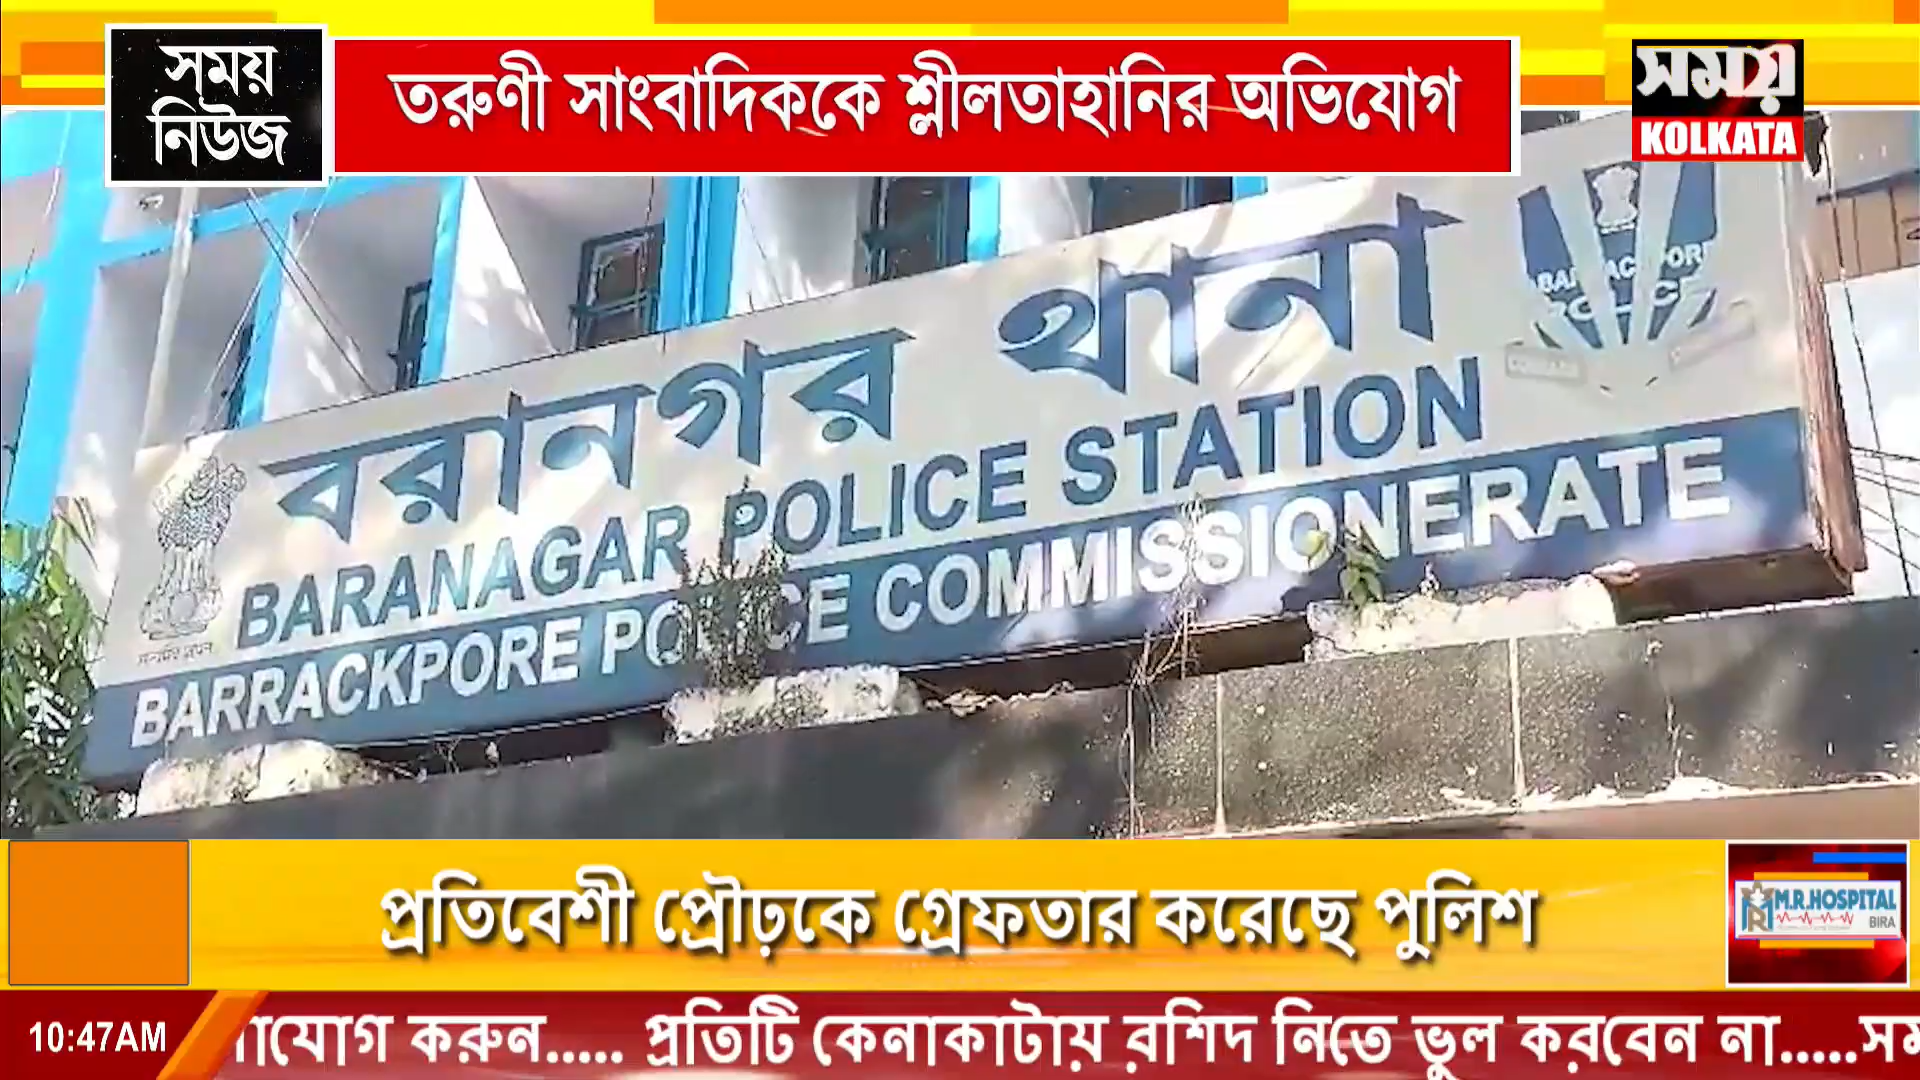 সময় নিউজ
তরুণী সাংবাদিককে শ্লীলতাহানির অভিযোগ
সময়
KOLKATA
বরানগর থানা
BARANAGAR POLICE STATION
BARRACKPORE POLICE COMMISSIONERATE
প্রতিবেশী প্রৌঢ়কে গ্রেফতার করেছে পুলিশ
M.R.HOSPITAL
BIRA
10:47AM
াযোগ করুন..... প্রতিটি কেনাকাটায় রশিদ নিতে ভুল করবেন না.....সম